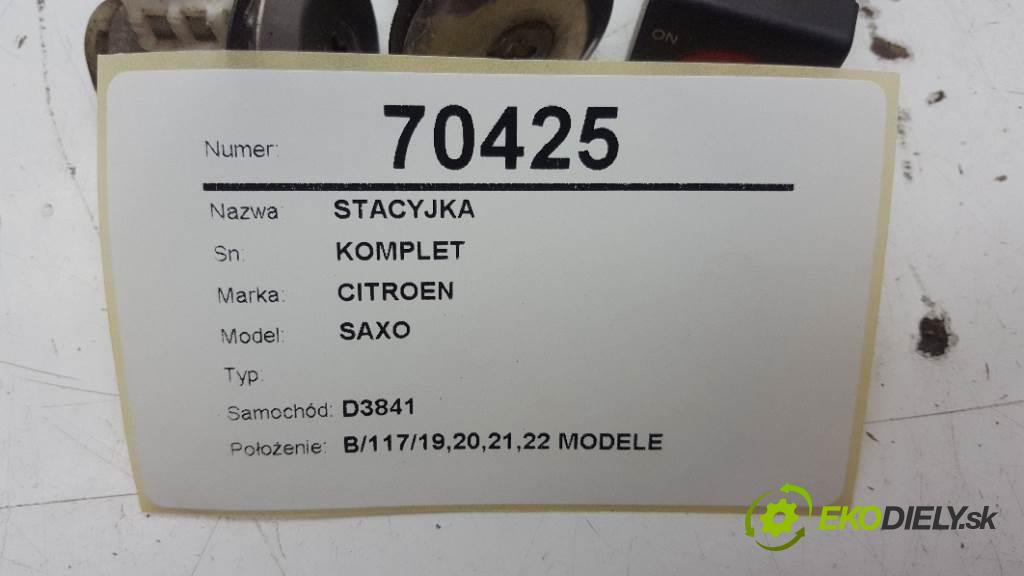 ON
Numer: 70425
Nazwa STACYJKA
Sn: KOMPLET
Marka: CITROEN
Model: SAXO
Typ:
Samochód: D3841
Położenie: B/117/19,20,21,22 MODELE
EKODIELY.sk